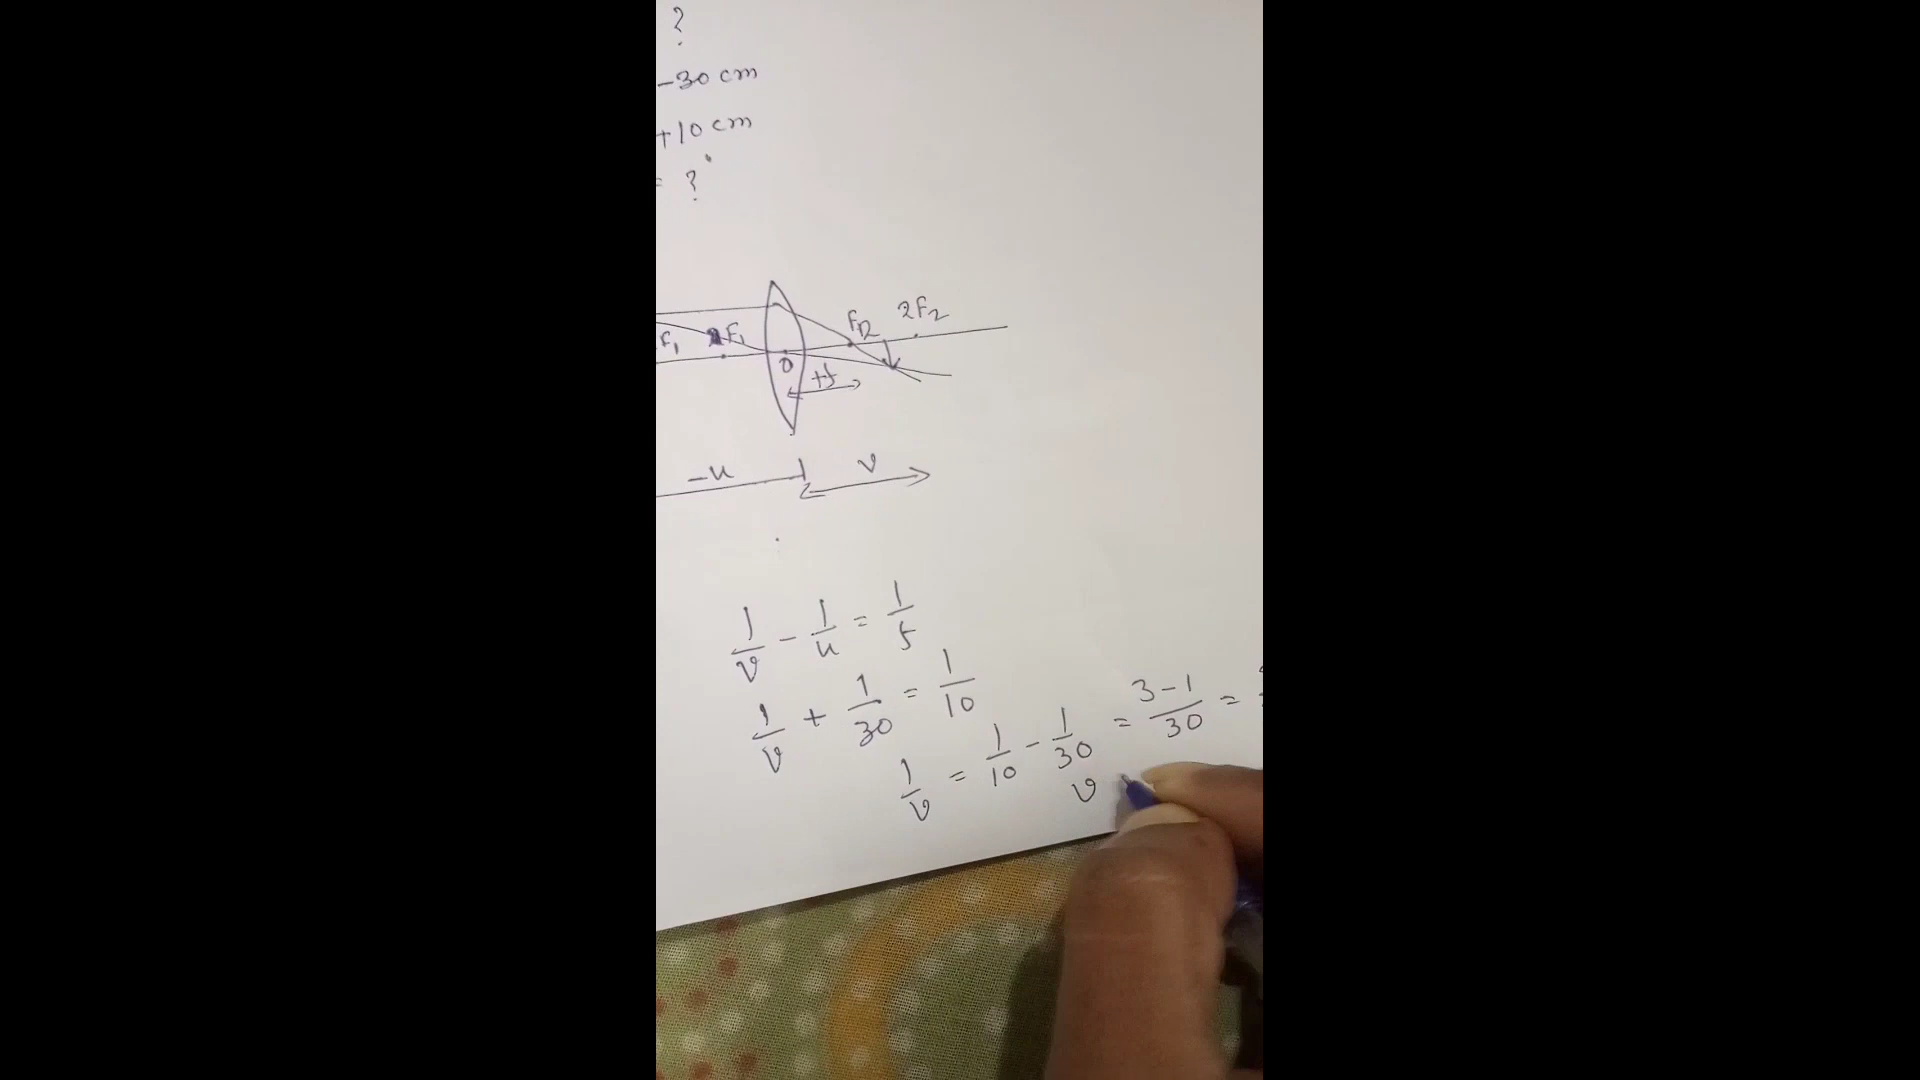 ?
-30 cm
+10 cm
= ?
2F2
F2
F1
F1
O
+f
-u
v
1/v - 1/u = 1/f
1/v + 1/30 = 1/10
1/v = 1/10 - 1/30 = 3-1/30 =
v